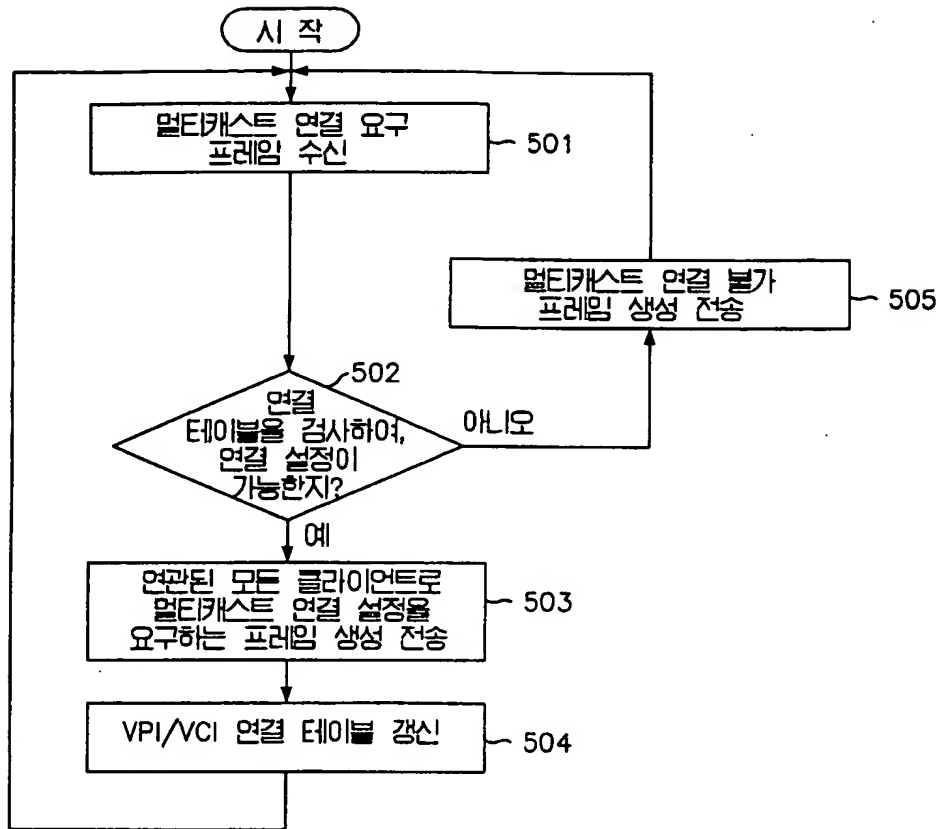 시 작
멀티캐스트 연결 요구
프레임 수신
501
멀티캐스트 연결 불가
프레임 생성 전송
505
502
연결
테이블을 검사하여,
연결 설정이
가능한지?
아니오
예
연관된 모든 클라이언트로
멀티캐스트 연결 설정을
요구하는 프레임 생성 전송
503
VPI/VCI 연결 테이블 갱신
504